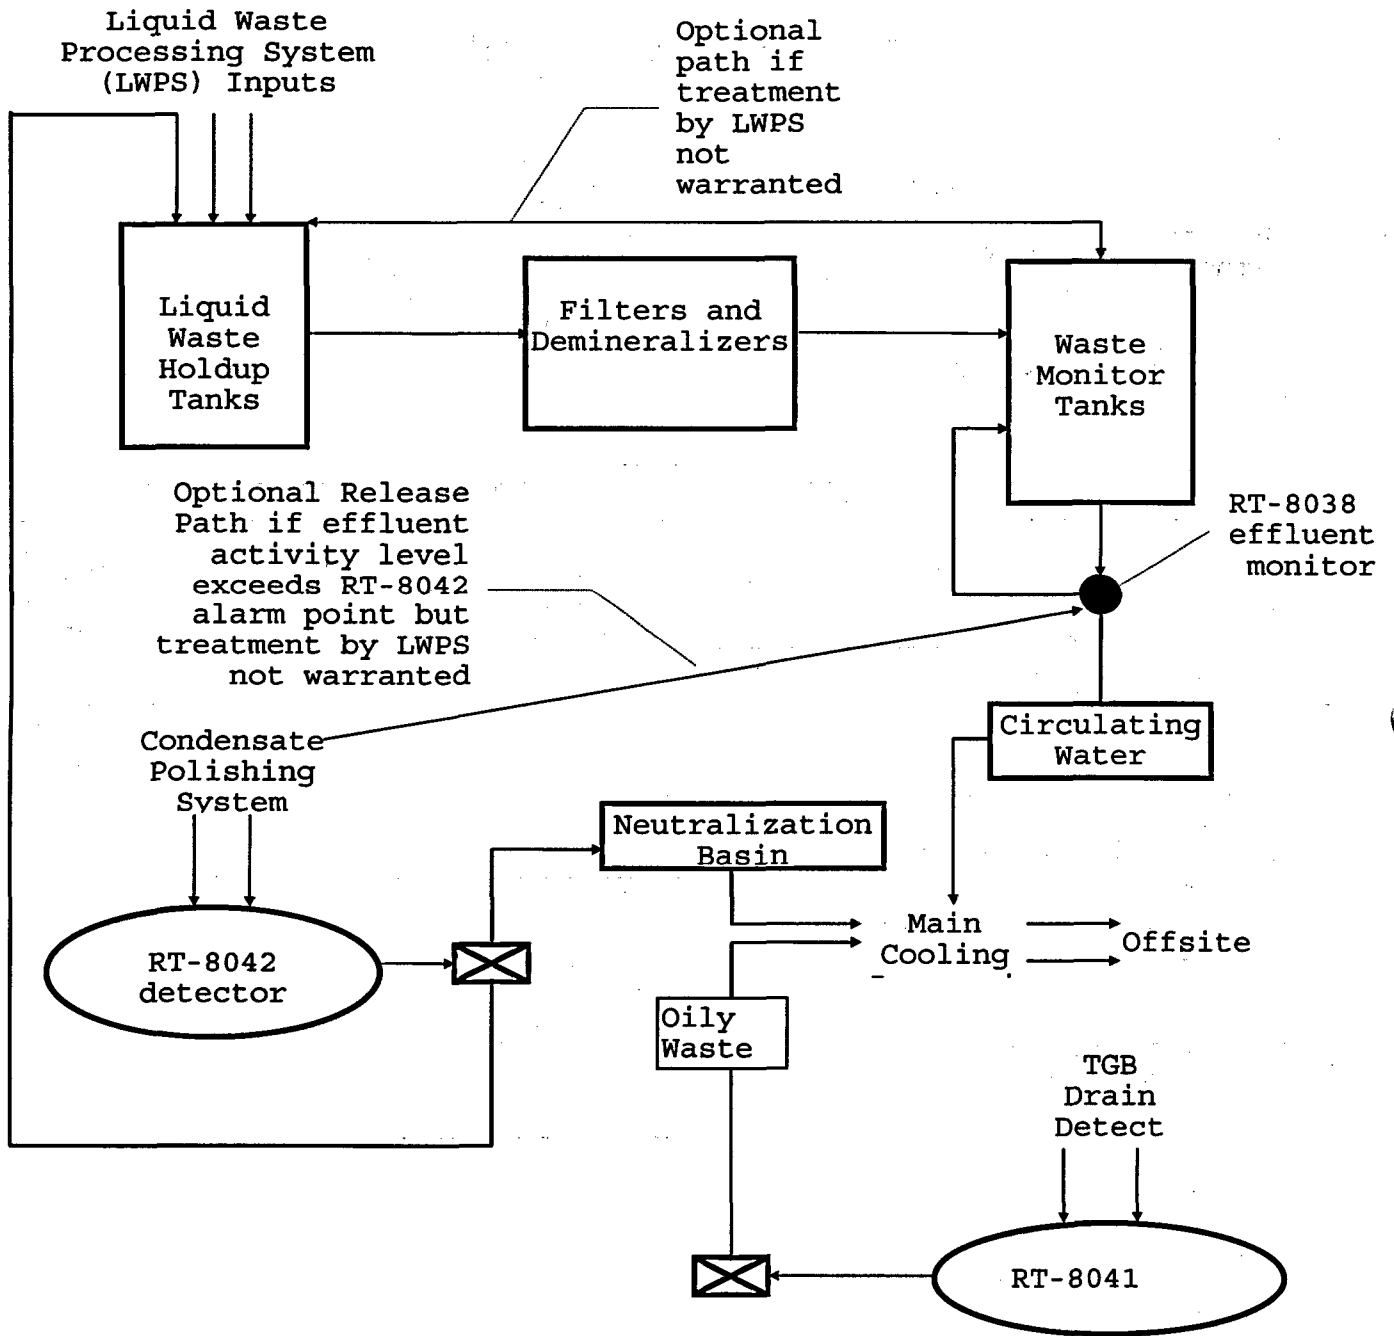 Liquid Waste
Processing System
(LWPS) Inputs
Optional
path if
treatment
by LWPS
not
warranted
Liquid
Waste
Holdup
Tanks
Filters and
Demineralizers
Waste
Monitor
Tanks
Optional Release
Path if effluent
activity level
exceeds RT-8042
alarm point but
treatment by LWPS
not warranted
RT-8038
effluent
monitor
Circulating
Water
Condensate
Polishing
System
Neutralization
Basin
RT-8042
detector
Main
Cooling
Offsite
Oily
Waste
TGB
Drain
Detect
RT-8041